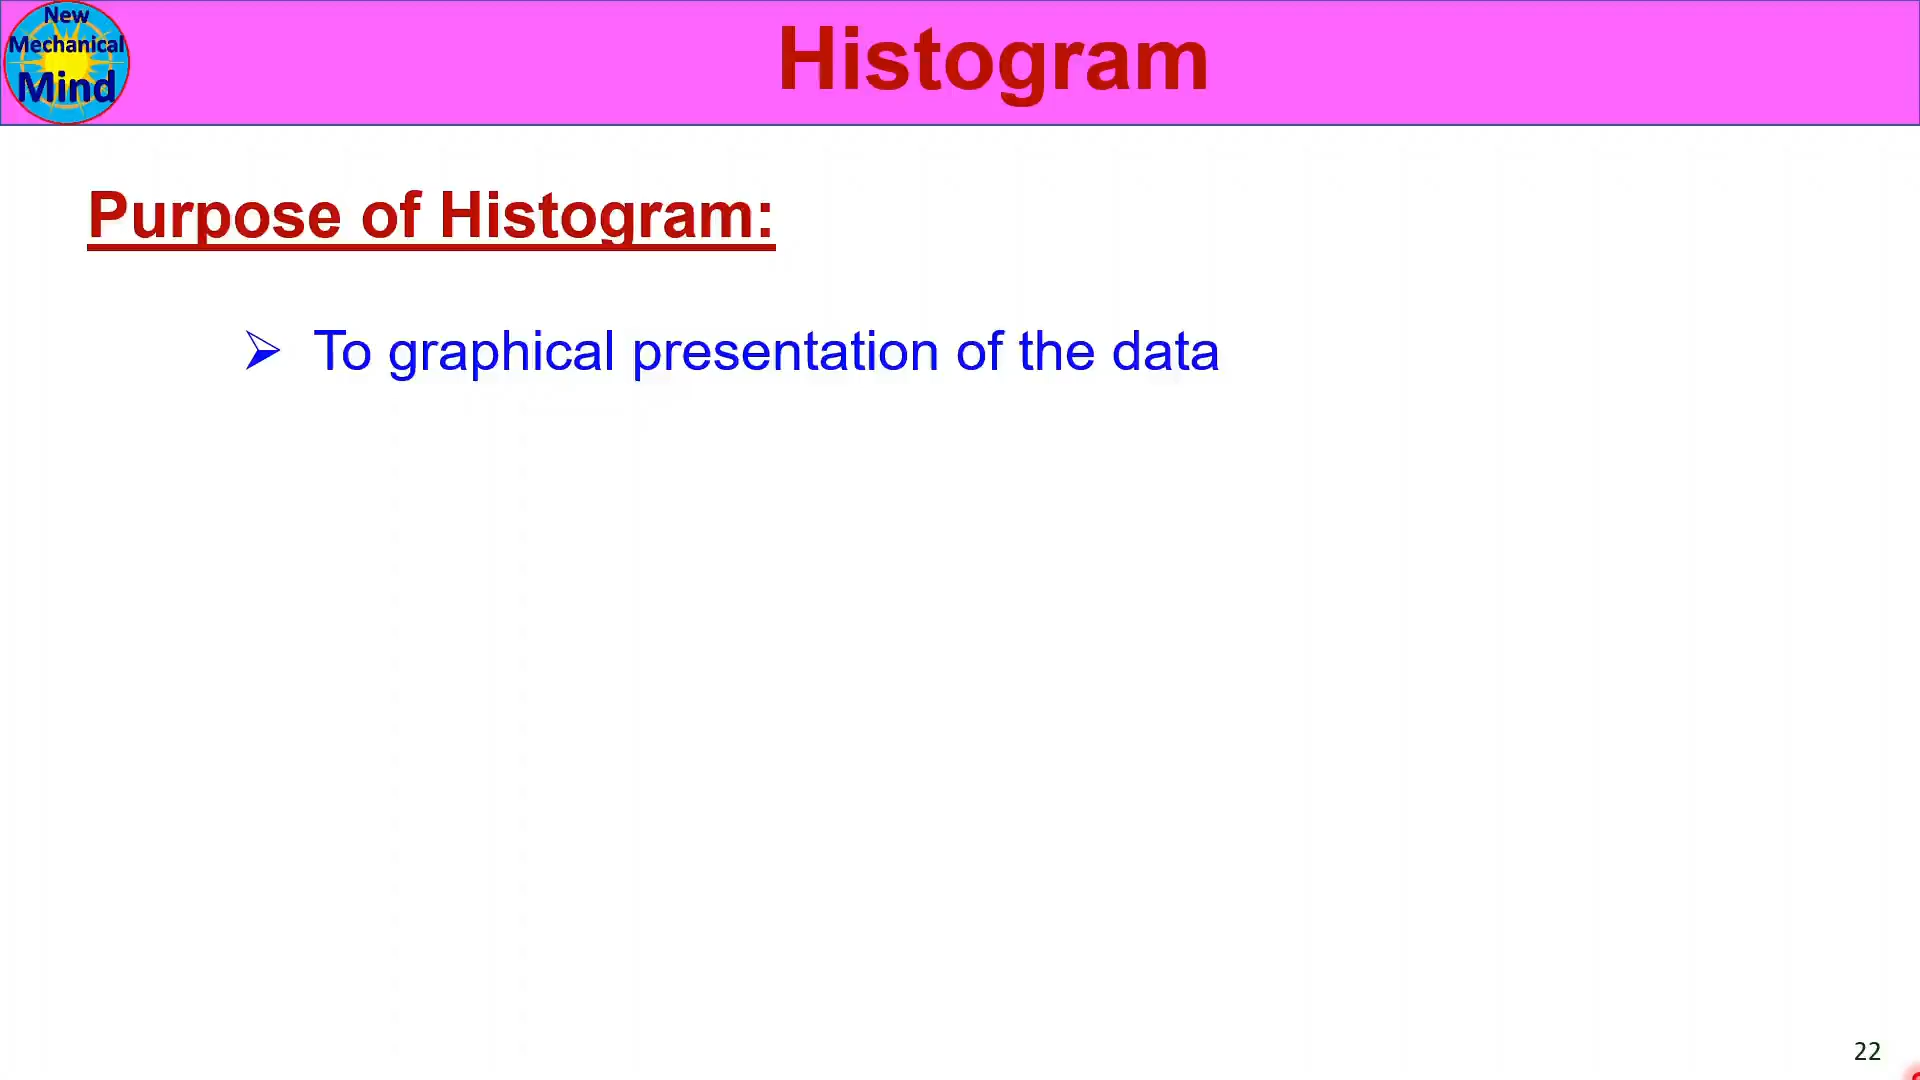 New
Mechanical
Mind
Histogram
Purpose of Histogram:
➢ To graphical presentation of the data
22